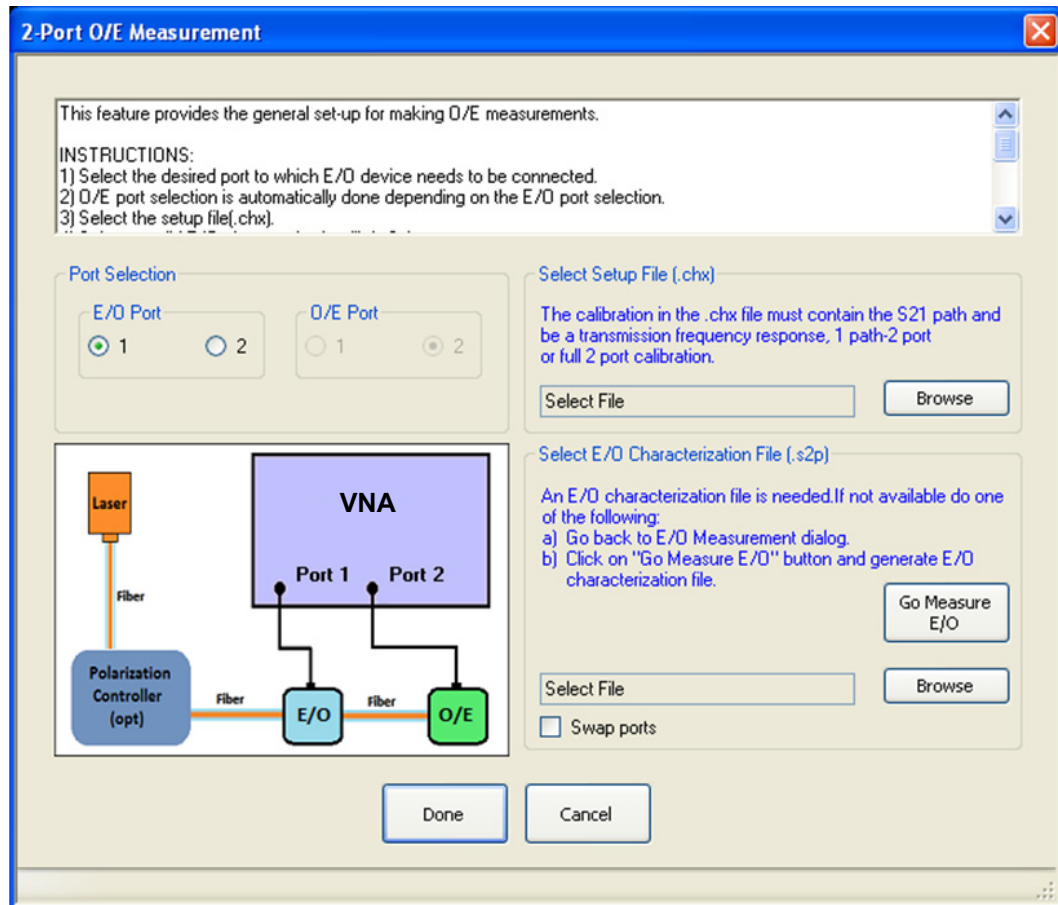 2-Port O/E Measurement
This feature provides the general set-up for making O/E measurements.
INSTRUCTIONS:
1) Select the desired port to which E/O device needs to be connected.
2) O/E port selection is automatically done depending on the E/O port selection.
3) Select the setup file(.chx).
Port Selection
E/O Port
1
2
O/E Port
1
2
Select Setup File (.chx)
The calibration in the .chx file must contain the S21 path and
be a transmission frequency response, 1 path-2 port
or full 2 port calibration.
Select File
Browse
Laser
Fiber
Polarization
Controller
(opt)
Fiber
VNA
Port 1
Port 2
E/O
Fiber
O/E
Select E/O Characterization File (.s2p)
An E/O characterization file is needed.If not available do one
of the following:
a) Go back to E/O Measurement dialog.
b) Click on "Go Measure E/O" button and generate E/O
characterization file.
Go Measure
E/O
Select File
Browse
Swap ports
Done
Cancel